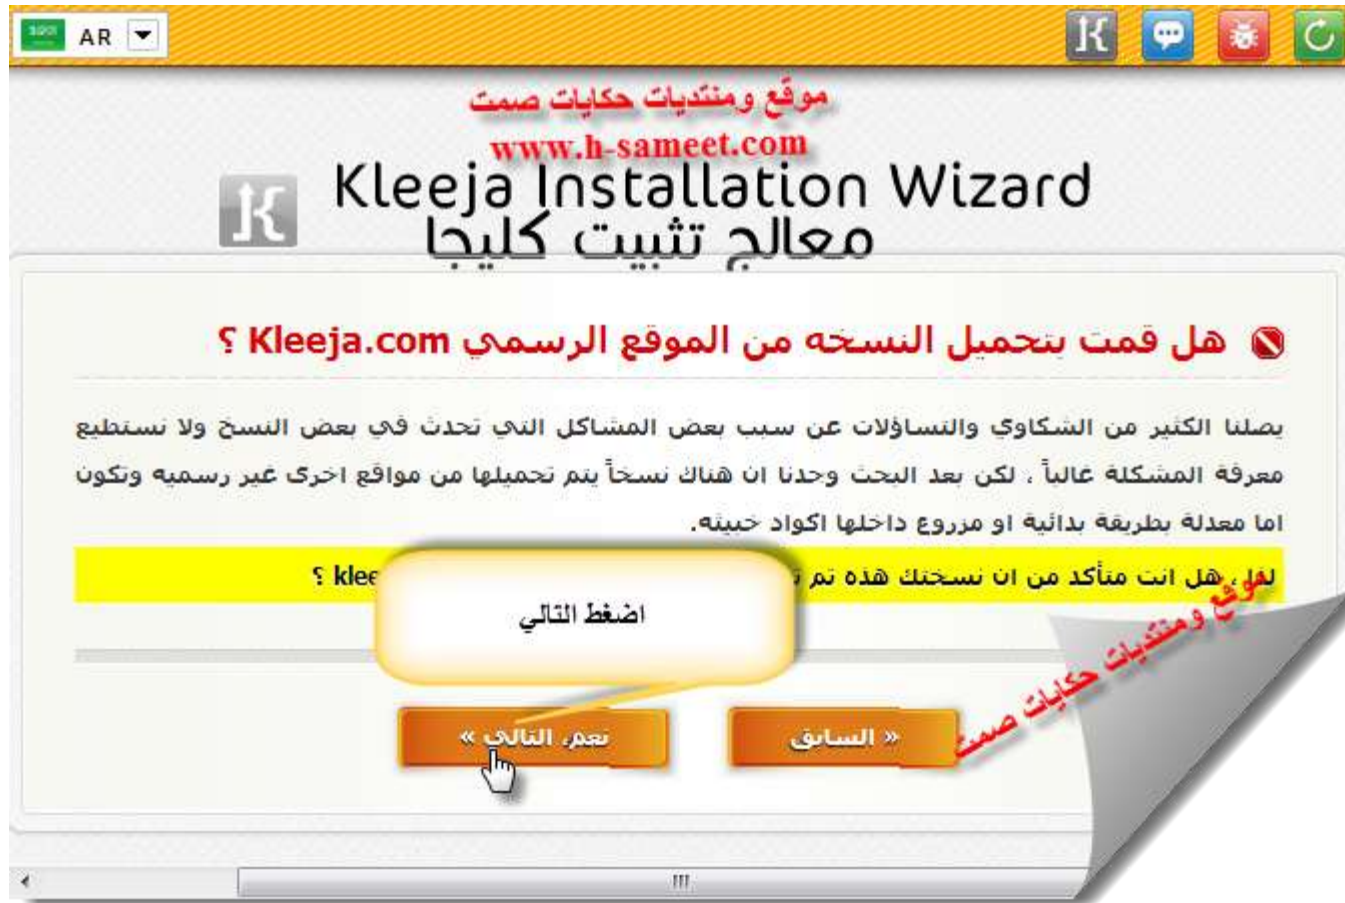 AR
موقع ومنتديات حكايات صمت
www.h-sameet.com
Kleeja Installation Wizard
معالج تثبيت كليجا
هل قمت بتحميل النسخه من الموقع الرسمي Kleeja.com ؟
يصلنا الكثير من الشكاوي والتساؤلات عن سبب بعض المشاكل التي تحدث في بعض النسخ ولا نستطيع
معرفة المشكلة غالباً ، لكن بعد البحث وجدنا ان هناك نسخاً يتم تحميلها من مواقع اخرى غير رسميه وتكون
اما معدلة بطريقة بدائية او مزروع داخلها اكواد خبيثه.
هل انت متأكد من ان نسختك هذه تم klee ؟
اضغط التالي
موقع ومنتديات حكايات صمت
« السابق
نعم، التالي »